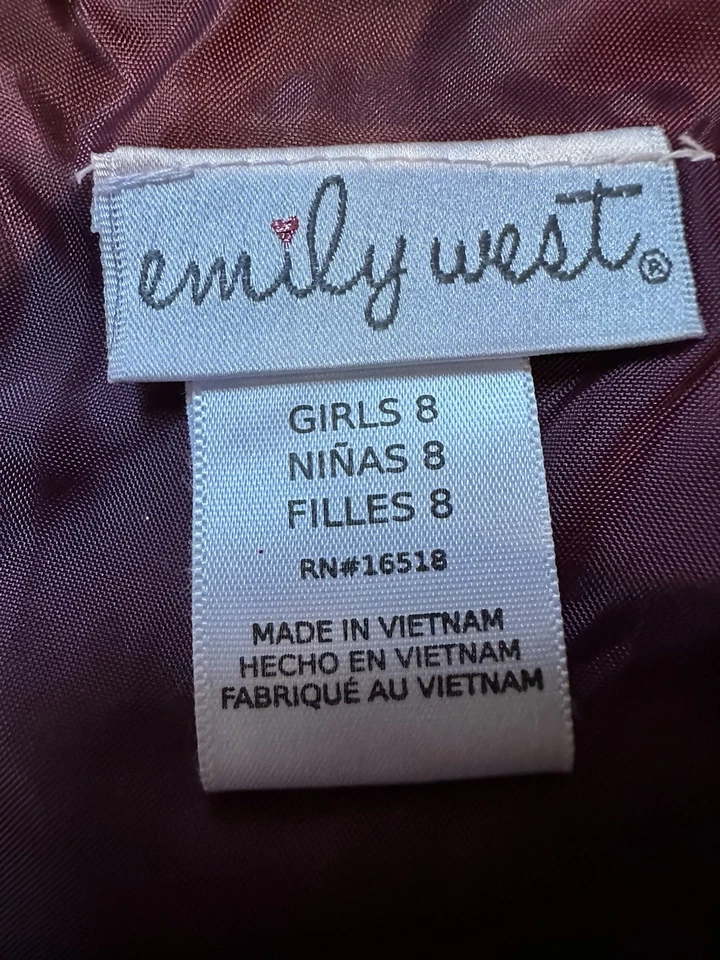 emily west®
GIRLS 8
NIÑAS 8
FILLES 8
RN#16518
MADE IN VIETNAM
HECHO EN VIETNAM
FABRIQUÉ AU VIETNAM